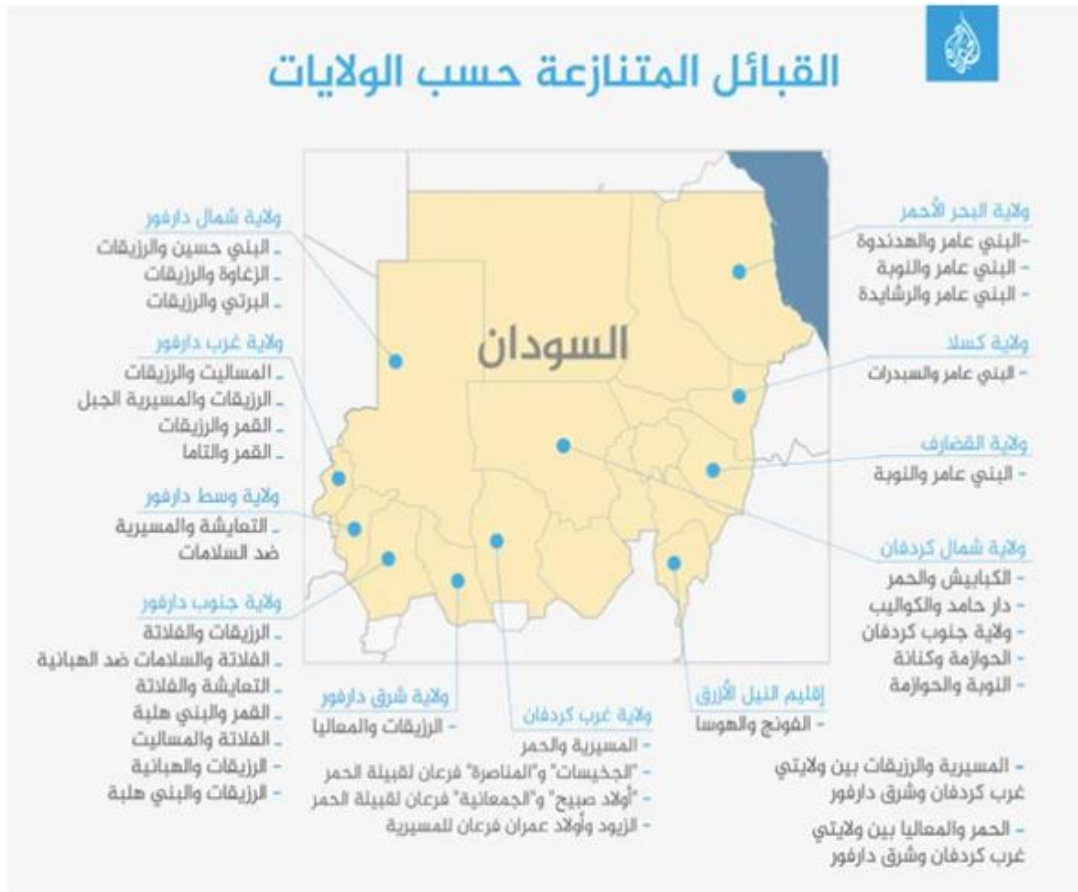 القبائل المتنازعة حسب الولايات
السودان
ولاية البحر الأحمر
-البني عامر والهدندوة
- البني عامر والنوبة
- البني عامر والرشايدة
ولاية كسلا
- البني عامر والسبدرات
ولاية القضارف
- البني عامر والنوبة
ولاية شمال كردفان
- الكبابيش والحمر
- دار حامد والكواليب
- ولاية جنوب كردفان
- الحوازمة وكنانة
- النوبة والحوازمة
- المسيرية والرزيقات بين ولايتي
غرب كردفان وشرق دارفور
- الحمر والمعاليا بين ولايتي
غرب كردفان وشرق دارفور
إقليم النيل الأزرق
- الفونج والهوسا
ولاية غرب كردفان
- المسيرية والحمر
- "الجخيسات" و"المناصرة" فرعان لقبيلة الحمر
- "أولاد صبيح" و"الجمعانية" فرعان لقبيلة الحمر
- الزيود وأولاد عمران فرعان للمسيرية
ولاية شرق دارفور
- الرزيقات والمعاليا
ولاية شمال دارفور
_ البني حسين والرزيقات
_ الزغاوة والرزيقات
_ البرتي والرزيقات
ولاية غرب دارفور
_ المساليت والرزيقات
_ الرزيقات والمسيرية الجبل
_ القمر والرزيقات
_ القمر والتاما
ولاية وسط دارفور
_ التعايشة والمسيرية
ضد السلامات
ولاية جنوب دارفور
_ الرزيقات والفلاتة
_ الفلاتة والسلامات ضد الهبانية
_ التعايشة والفلاتة
_ القمر والبني هلبة
_ الفلاتة والمساليت
- الرزيقات والهبانية
- الرزيقات والبني هلبة